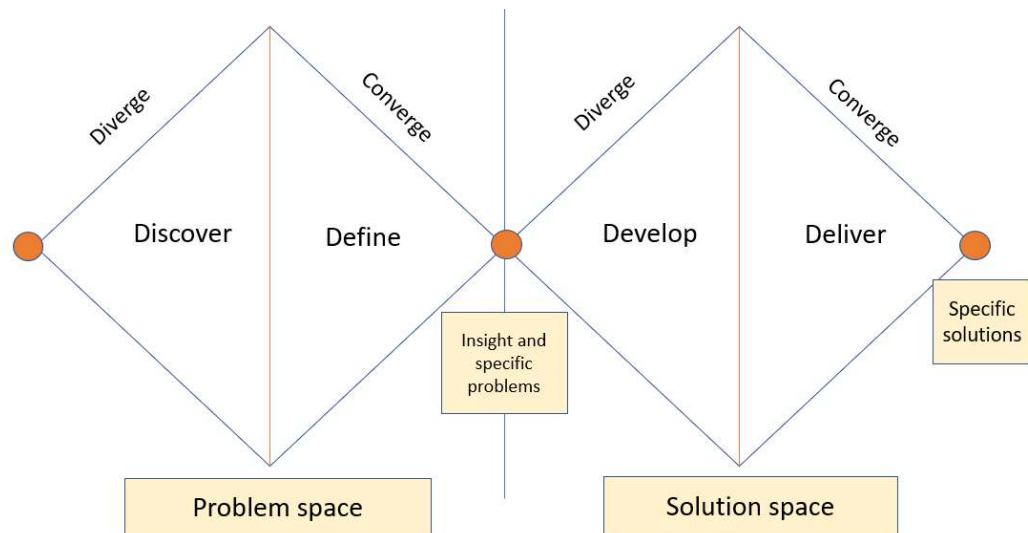 Diverge
Converge
Diverge
Converge
Discover
Define
Develop
Deliver
Insight and
specific
problems
Specific
solutions
Problem space
Solution space